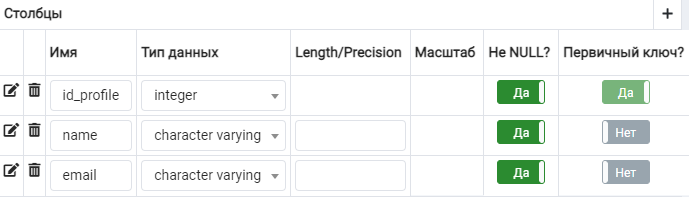 Столбцы +
Имя Тип данных Length/Precision Масштаб Не NULL? Первичный ключ?
id_profile integer Да Да
name character varying Да Нет
email character varying Да Нет